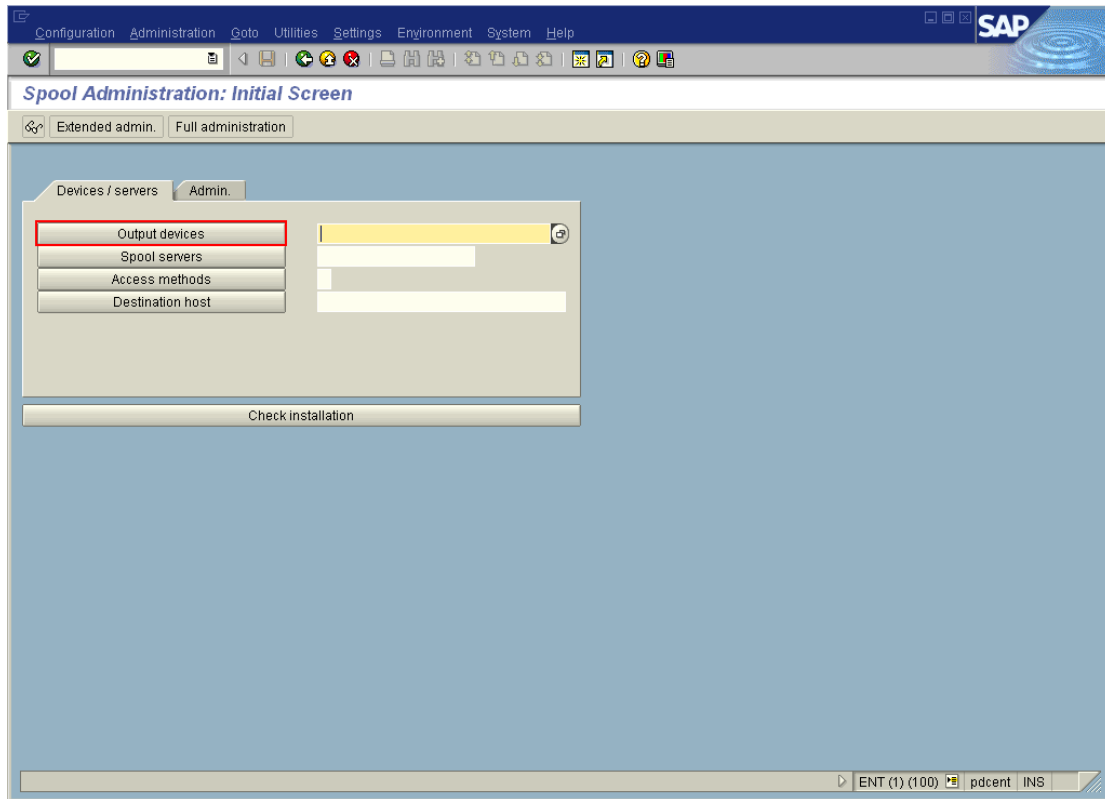 Configuration Administration Goto Utilities Settings Environment System Help
SAP
Spool Administration: Initial Screen
Extended admin. Full administration
Devices / servers Admin.
Output devices
Spool servers
Access methods
Destination host
Check installation
ENT (1) (100) pdcent INS